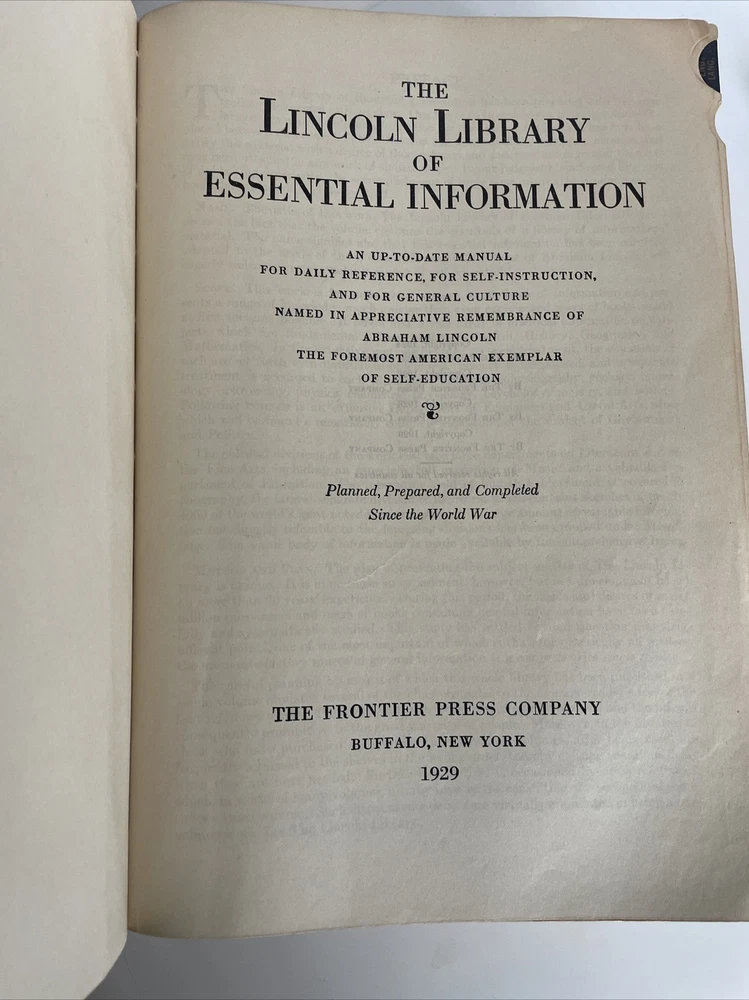 THE
LINCOLN LIBRARY
OF
ESSENTIAL INFORMATION
AN UP-TO-DATE MANUAL
FOR DAILY REFERENCE, FOR SELF-INSTRUCTION,
AND FOR GENERAL CULTURE
NAMED IN APPRECIATIVE REMEMBRANCE OF
ABRAHAM LINCOLN
THE FOREMOST AMERICAN EXEMPLAR
OF SELF-EDUCATION
Planned, Prepared, and Completed
Since the World War
THE FRONTIER PRESS COMPANY
BUFFALO, NEW YORK
1929